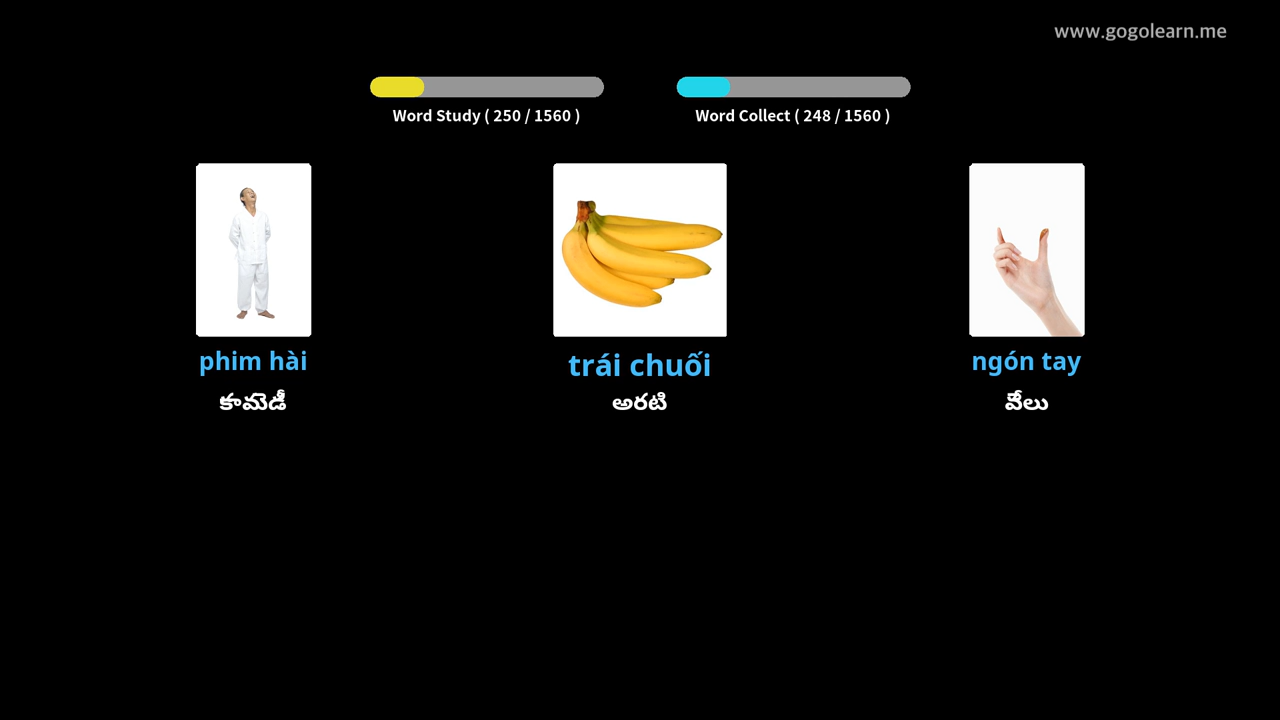 www.gogolearn.me
Word Study ( 250 / 1560 )
Word Collect ( 248 / 1560 )
phim hài
trái chuối
ngón tay
కామెడీ
అరటి
వేలు